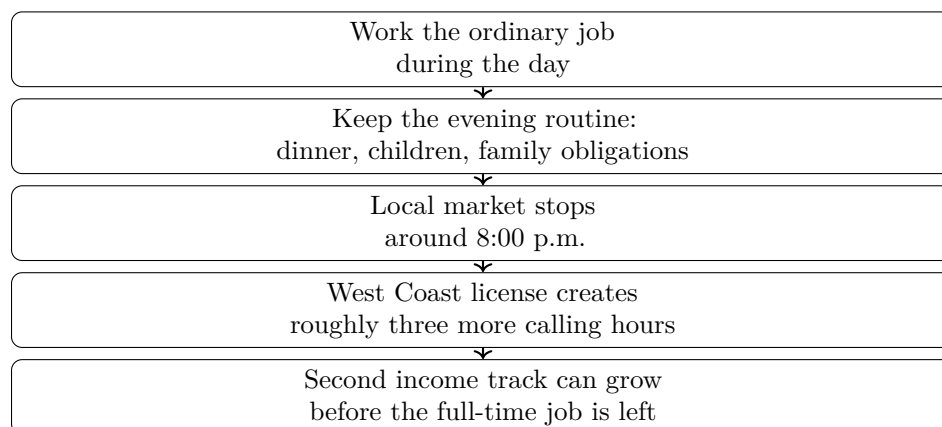 Work the ordinary job
during the day
Keep the evening routine:
dinner, children, family obligations
Local market stops
around 8:00 p.m.
West Coast license creates
roughly three more calling hours
Second income track can grow
before the full-time job is left